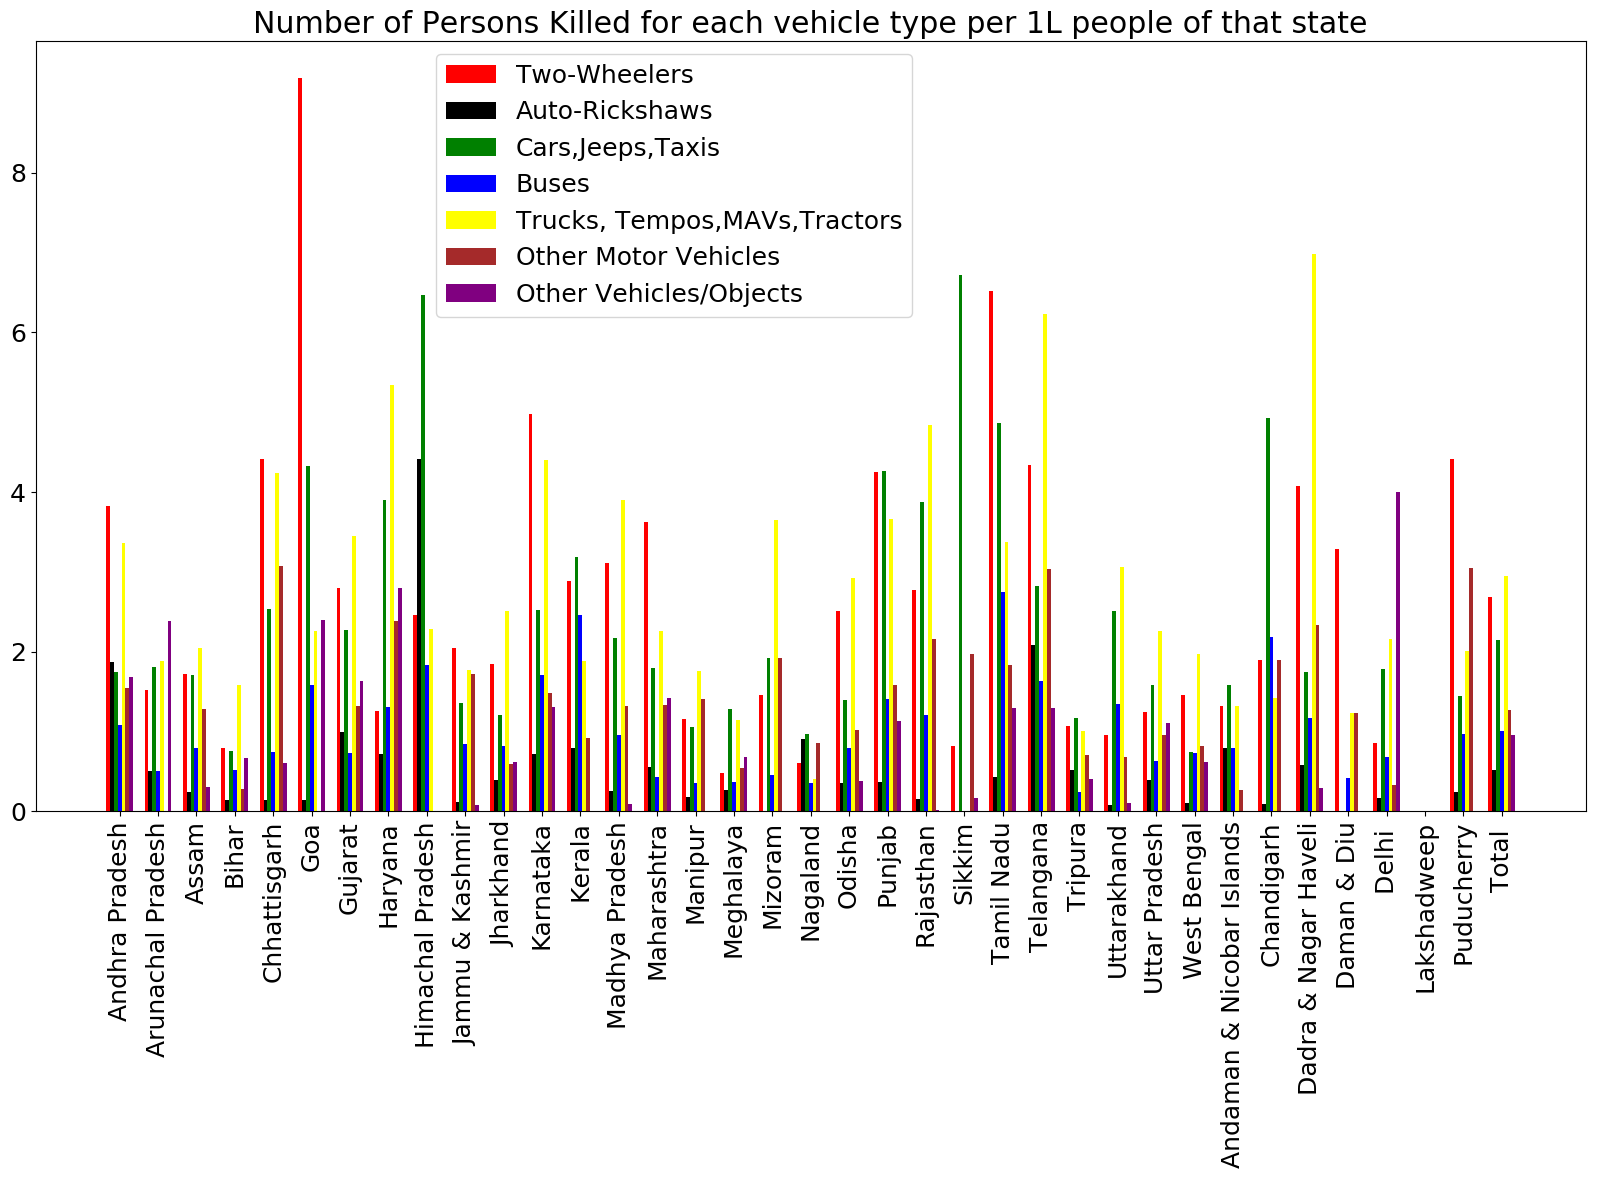 Number of Persons Killed for each vehicle type per 1L people of that state
Two-Wheelers
Auto-Rickshaws
Cars,Jeeps,Taxis
Buses
Trucks, Tempos,MAVs,Tractors
Other Motor Vehicles
Other Vehicles/Objects
8
6
4
2
0
Andhra Pradesh
Arunachal Pradesh
Assam
Bihar
Chhattisgarh
Goa
Gujarat
Haryana
Himachal Pradesh
Jammu & Kashmir
Jharkhand
Karnataka
Kerala
Madhya Pradesh
Maharashtra
Manipur
Meghalaya
Mizoram
Nagaland
Odisha
Punjab
Rajasthan
Sikkim
Tamil Nadu
Telangana
Tripura
Uttarakhand
Uttar Pradesh
West Bengal
Andaman & Nicobar Islands
Chandigarh
Dadra & Nagar Haveli
Daman & Diu
Delhi
Lakshadweep
Puducherry
Total